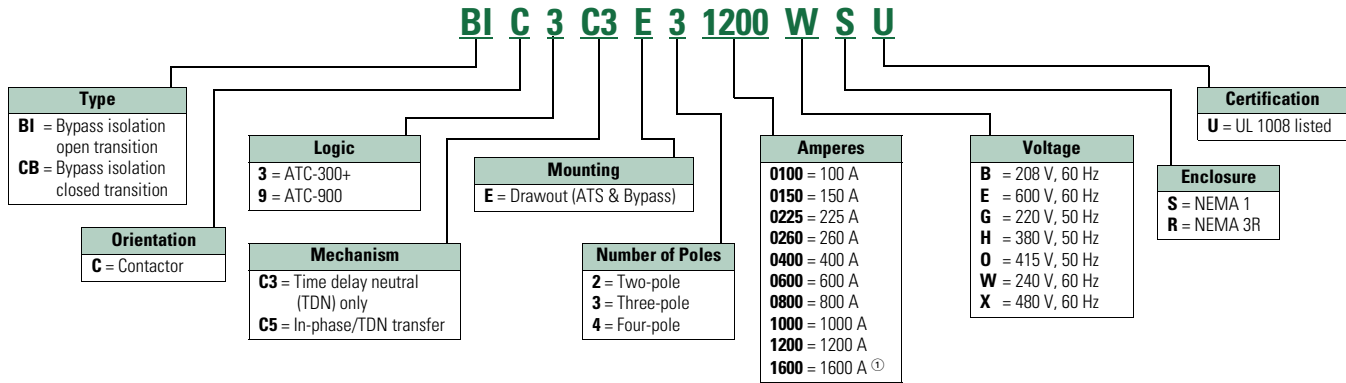 BI C 3 C3 E 3 1200 W S U
Type
BI = Bypass isolation
open transition
CB = Bypass isolation
closed transition
Orientation
C = Contactor
Logic
3 = ATC-300+
9 = ATC-900
Mechanism
C3 = Time delay neutral
(TDN) only
C5 = In-phase/TDN transfer
Mounting
E = Drawout (ATS & Bypass)
Number of Poles
2 = Two-pole
3 = Three-pole
4 = Four-pole
Amperes
0100 = 100 A
0150 = 150 A
0225 = 225 A
0260 = 260 A
0400 = 400 A
0600 = 600 A
0800 = 800 A
1000 = 1000 A
1200 = 1200 A
1600 = 1600 A ①
Voltage
B = 208 V, 60 Hz
E = 600 V, 60 Hz
G = 220 V, 50 Hz
H = 380 V, 50 Hz
O = 415 V, 50 Hz
W = 240 V, 60 Hz
X = 480 V, 60 Hz
Enclosure
S = NEMA 1
R = NEMA 3R
Certification
U = UL 1008 listed